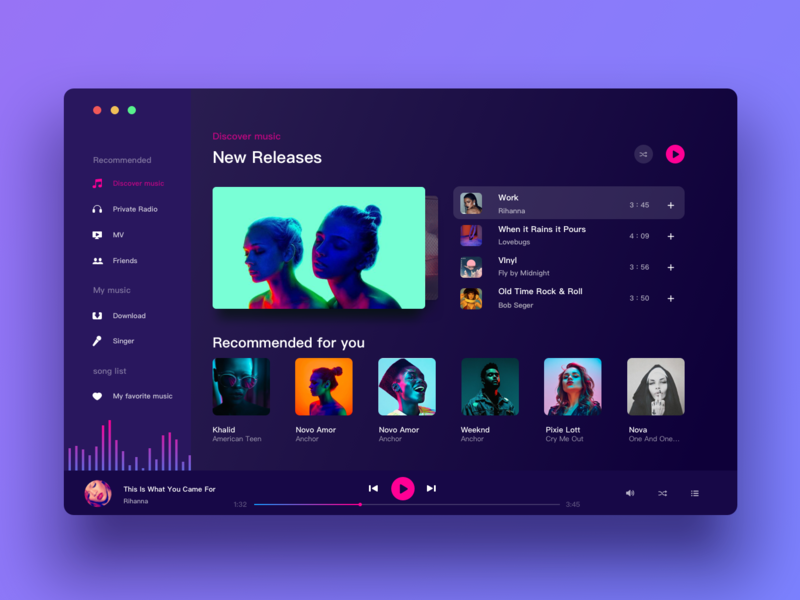 Recommended
Discover music
Private Radio
MV
Friends
My music
Download
Singer
song list
My favorite music
Discover music
New Releases
Work
Rihanna
3 : 45
When it Rains it Pours
Lovebugs
4 : 09
VInyl
Fly by Midnight
3 : 56
Old Time Rock & Roll
Bob Seger
3 : 50
Recommended for you
Khalid
American Teen
Novo Amor
Anchor
Novo Amor
Anchor
Weeknd
Anchor
Pixie Lott
Cry Me Out
Nova
One And One...
This Is What You Came For
Rihanna
1:32
3:45